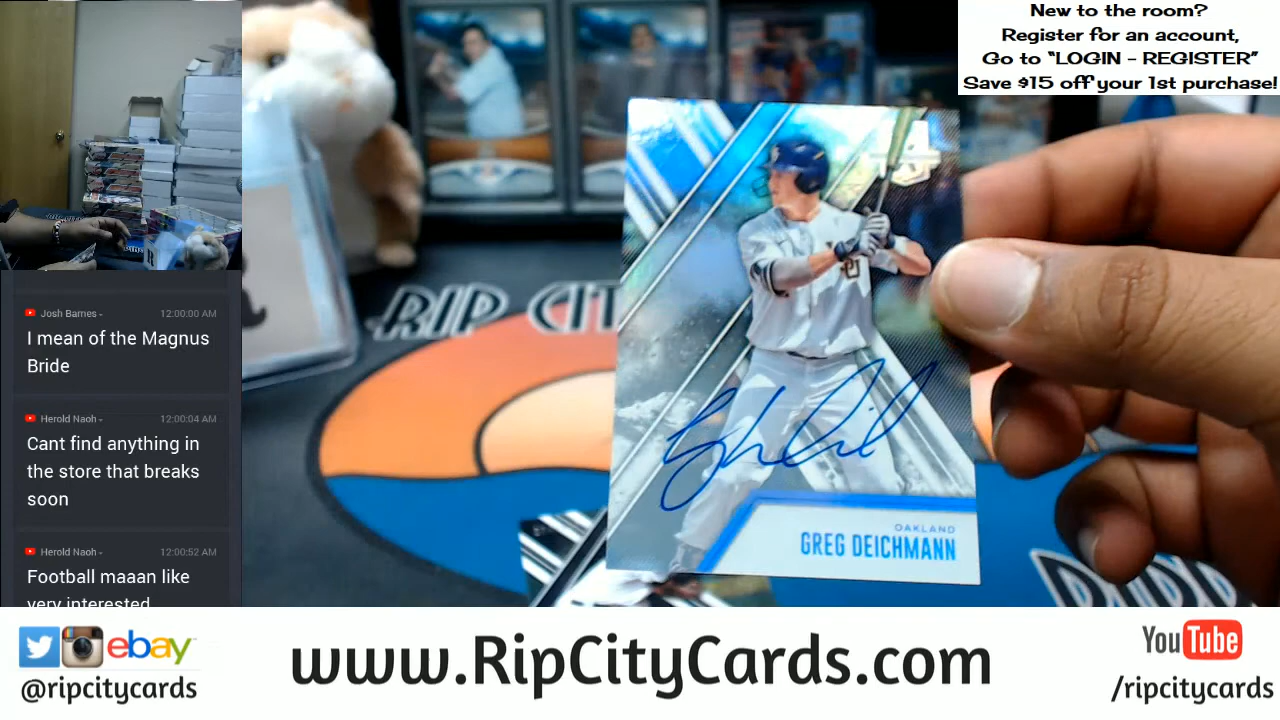 New to the room?
Register for an account,
Go to “LOGIN - REGISTER”
Save $15 off your 1st purchase!
Josh Barnes -
12:00:00 AM
I mean of the Magnus
Bride
Herold Naoh -
12:00:04 AM
Cant find anything in
the store that breaks
soon
Herold Naoh -
12:00:52 AM
Football maaan like
very interested
RIP CIT
OAKLAND
GREG DEICHMANN
ebay
@ripcitycards
www.RipCityCards.com
YouTube
/ripcitycards